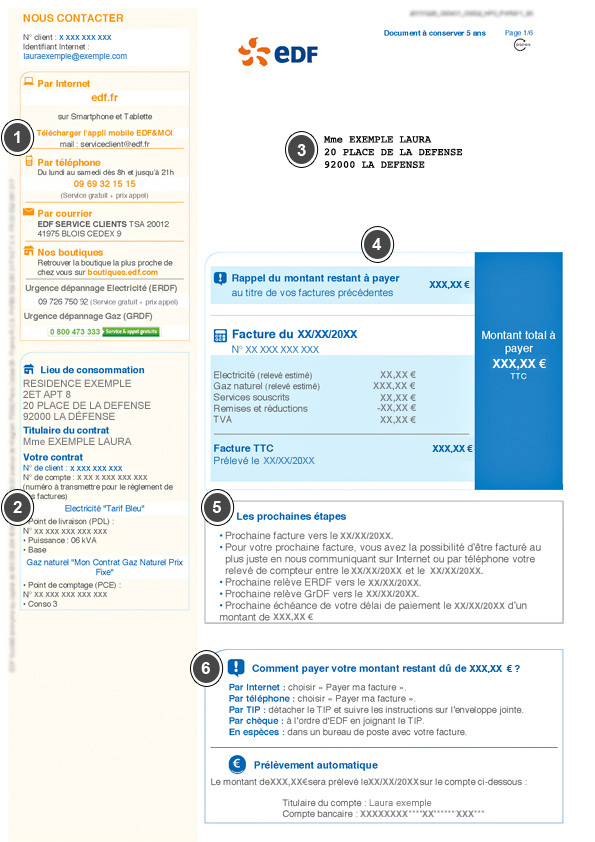 NOUS CONTACTER
N° client : X XXX XXX XXX
Identifiant Internet :
lauraexemple@exemple.com
Par Internet
edf.fr
sur Smartphone et Tablette
Télécharger l'appli mobile EDF&MOI
mail : serviceclient@edf.fr
1
Par téléphone
Du lundi au samedi dès 8h et jusqu'à 21h
09 69 32 15 15
(Service gratuit + prix appel)
Par courrier
EDF SERVICE CLIENTS TSA 20012
41975 BLOIS CEDEX 9
Nos boutiques
Retrouver la boutique la plus proche de
chez vous sur boutiques.edf.com
Urgence dépannage Electricité (ERDF)
09 726 750 92 (Service gratuit + prix appel)
Urgence dépannage Gaz (GRDF)
0 800 473 333 Service & appel gratuits
Lieu de consommation
RESIDENCE EXEMPLE
2ET APT 8
20 PLACE DE LA DEFENSE
92000 LA DÉFENSE
Titulaire du contrat
Mme EXEMPLE LAURA
Votre contrat
N° de client : X XXX XXX XXX
N° de compte : X XX X XXX XXX XXX
(numéro à transmettre pour le règlement de
factures)
2
Electricité "Tarif Bleu"
• Point de livraison (PDL) :
N° XX XXX XXX XXX XXX
• Puissance : 06 kVA
• Base
Gaz naturel "Mon Contrat Gaz Naturel Prix
Fixe"
• Point de comptage (PCE) :
N° XX XXX XXX XXX XXX
• Conso 3
Document à conserver 5 ans
Page 1/6
edf
3
Mme EXEMPLE LAURA
20 PLACE DE LA DEFENSE
92000 LA DEFENSE
4
Rappel du montant restant à payer
au titre de vos factures précédentes
XXX,XX €
Facture du XX/XX/20XX
N° XX XXX XXX XXX
Electricité (relevé estimé) XX,XX €
Gaz naturel (relevé estimé) XXX,XX €
Services souscrits XX,XX €
Remises et réductions -XX,XX €
TVA XX,XX €
Facture TTC XXX,XX €
Prélevé le XX/XX/20XX
Montant total à
payer
XXX,XX €
TTC
5
Les prochaines étapes
• Prochaine facture vers le XX/XX/20XX.
• Pour votre prochaine facture, vous avez la possibilité d'être facturé au
plus juste en nous communiquant sur Internet ou par téléphone votre
relevé de compteur entre le XX/XX/20XX et le XX/XX/20XX.
• Prochaine relève ERDF vers le XX/XX/20XX.
• Prochaine relève GrDF vers le XX/XX/20XX.
• Prochaine échéance de votre délai de paiement le XX/XX/20XX d'un
montant de XXX,XX €
6
Comment payer votre montant restant dû de XXX,XX € ?
Par Internet : choisir « Payer ma facture ».
Par téléphone : choisir « Payer ma facture ».
Par TIP : détacher le TIP et suivre les instructions sur l'enveloppe jointe.
Par chèque : à l'ordre d'EDF en joignant le TIP.
En espèces : dans un bureau de poste avec votre facture.
Prélèvement automatique
Le montant de XXX,XX€ sera prélevé le XX/XX/20XX sur le compte ci-dessous :
Titulaire du compte : Laura exemple
Compte bancaire : XXXXXXXX****XX******XXX***